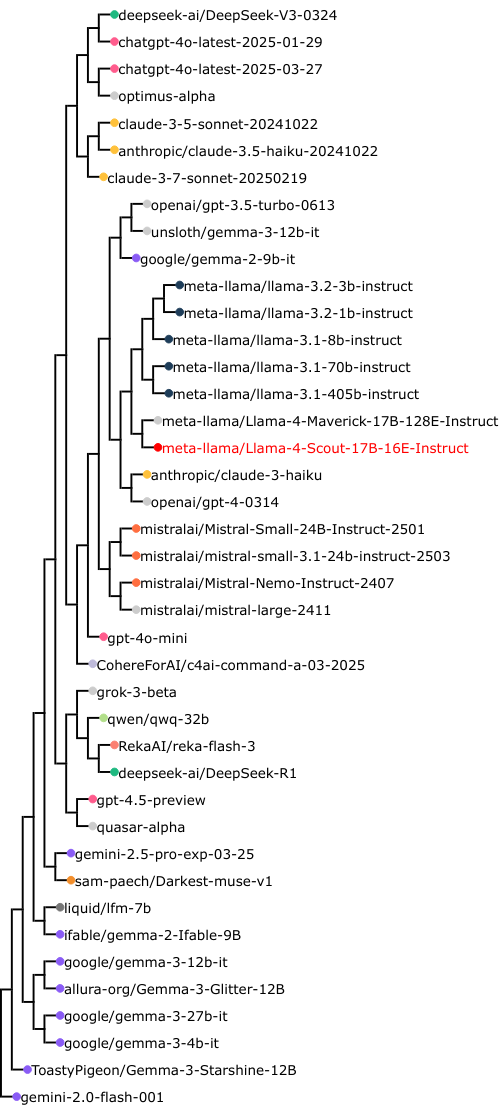 deepseek-ai/DeepSeek-V3-0324
chatgpt-4o-latest-2025-01-29
chatgpt-4o-latest-2025-03-27
optimus-alpha
claude-3-5-sonnet-20241022
anthropic/claude-3.5-haiku-20241022
claude-3-7-sonnet-20250219
openai/gpt-3.5-turbo-0613
unsloth/gemma-3-12b-it
google/gemma-2-9b-it
meta-llama/llama-3.2-3b-instruct
meta-llama/llama-3.2-1b-instruct
meta-llama/llama-3.1-8b-instruct
meta-llama/llama-3.1-70b-instruct
meta-llama/llama-3.1-405b-instruct
meta-llama/Llama-4-Maverick-17B-128E-Instruct
meta-llama/Llama-4-Scout-17B-16E-Instruct
anthropic/claude-3-haiku
openai/gpt-4-0314
mistralai/Mistral-Small-24B-Instruct-2501
mistralai/mistral-small-3.1-24b-instruct-2503
mistralai/Mistral-Nemo-Instruct-2407
mistralai/mistral-large-2411
gpt-4o-mini
CohereForAI/c4ai-command-a-03-2025
grok-3-beta
qwen/qwq-32b
RekaAI/reka-flash-3
deepseek-ai/DeepSeek-R1
gpt-4.5-preview
quasar-alpha
gemini-2.5-pro-exp-03-25
sam-paech/Darkest-muse-v1
liquid/lfm-7b
ifable/gemma-2-Ifable-9B
google/gemma-3-12b-it
allura-org/Gemma-3-Glitter-12B
google/gemma-3-27b-it
google/gemma-3-4b-it
ToastyPigeon/Gemma-3-Starshine-12B
gemini-2.0-flash-001